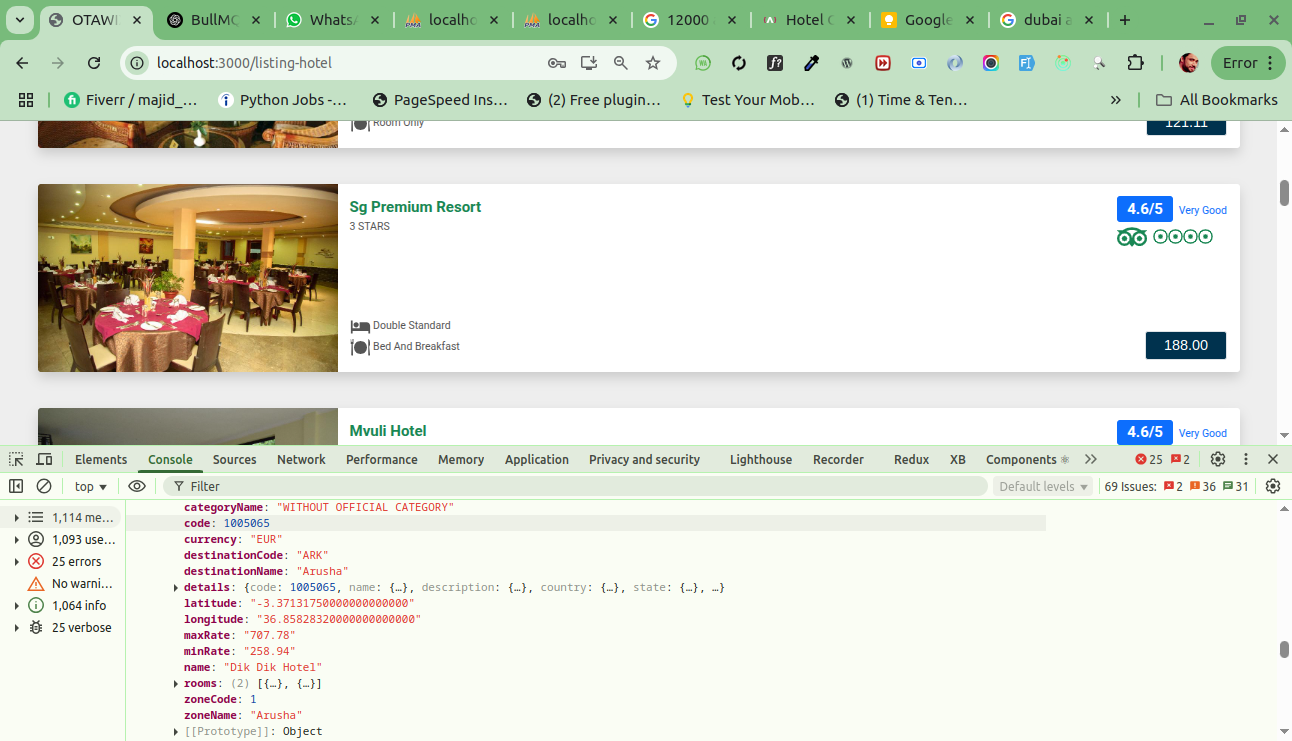 OTAWI
BullMC
WhatsA
localho
localho
12000
Hotel C
Google
dubai a
localhost:3000/listing-hotel
Error
Fiverr / majid_...
Python Jobs -...
PageSpeed Ins...
(2) Free plugin...
Test Your Mob...
(1) Time & Ten...
All Bookmarks
Room Only
121.11
Sg Premium Resort
3 STARS
4.6/5 Very Good
Double Standard
Bed And Breakfast
188.00
Mvuli Hotel
4.6/5 Very Good
Elements Console Sources Network Performance Memory Application Privacy and security Lighthouse Recorder Redux XB Components 25 2
top Filter Default levels 69 Issues: 2 36 31
1,114 me...
1,093 use...
25 errors
No warni...
1,064 info
25 verbose
categoryName: "WITHOUT OFFICIAL CATEGORY"
code: 1005065
currency: "EUR"
destinationCode: "ARK"
destinationName: "Arusha"
details: {code: 1005065, name: {…}, description: {…}, country: {…}, state: {…}, …}
latitude: "-3.37131750000000000000"
longitude: "36.85828320000000000000"
maxRate: "707.78"
minRate: "258.94"
name: "Dik Dik Hotel"
rooms: (2) [{…}, {…}]
zoneCode: 1
zoneName: "Arusha"
[[Prototype]]: Object